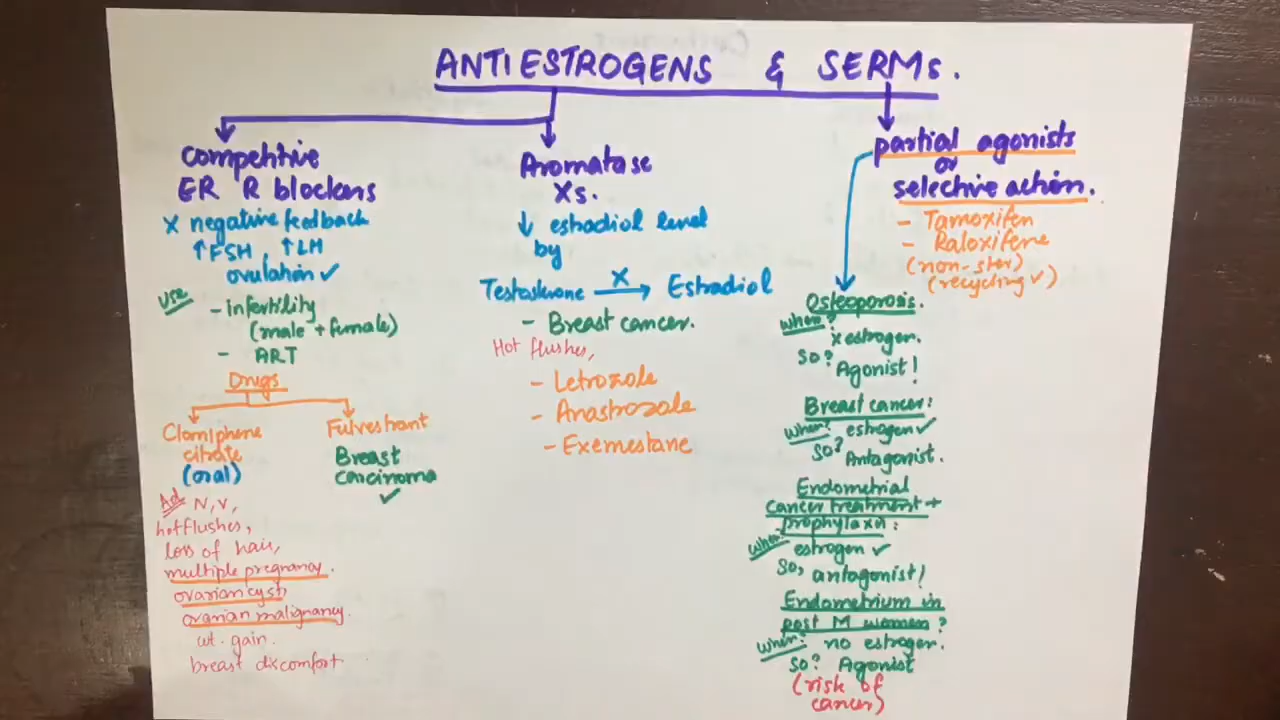 ANTIESTROGENS & SERMs.
Competitive
ER R blockers
X negative feedback
↑FSH, ↑LH
ovulation ✓
Use
- Infertility
(male + female)
- ART
Drugs
Clomiphene
citrate
(oral)
Ad N, V,
hot flushes,
loss of hair,
multiple pregnancy.
ovarian cyst,
ovarian malignancy.
wt. gain.
breast discomfort
Fulvestrant
Breast
carcinoma
✓
Aromatase
Xs.
↓ estradiol level
by
Testosterone X → Estradiol
- Breast cancer.
Hot flushes,
- Letrozole
- Anastrozole
- Exemestane
partial agonists
or
selective action.
- Tamoxifen
- Raloxifene
(non-ster)
(recycling ✓)
Osteoporosis.
when?
x estrogen.
So?
Agonist!
Breast cancer:
when? estrogen ✓
So? Antagonist.
Endometrial
cancer treatment +
prophylaxis:
when? estrogen ✓
So, antagonist!
Endometrium in
post M women?
when? no estrogen.
So? Agonist
(risk of
cancer)